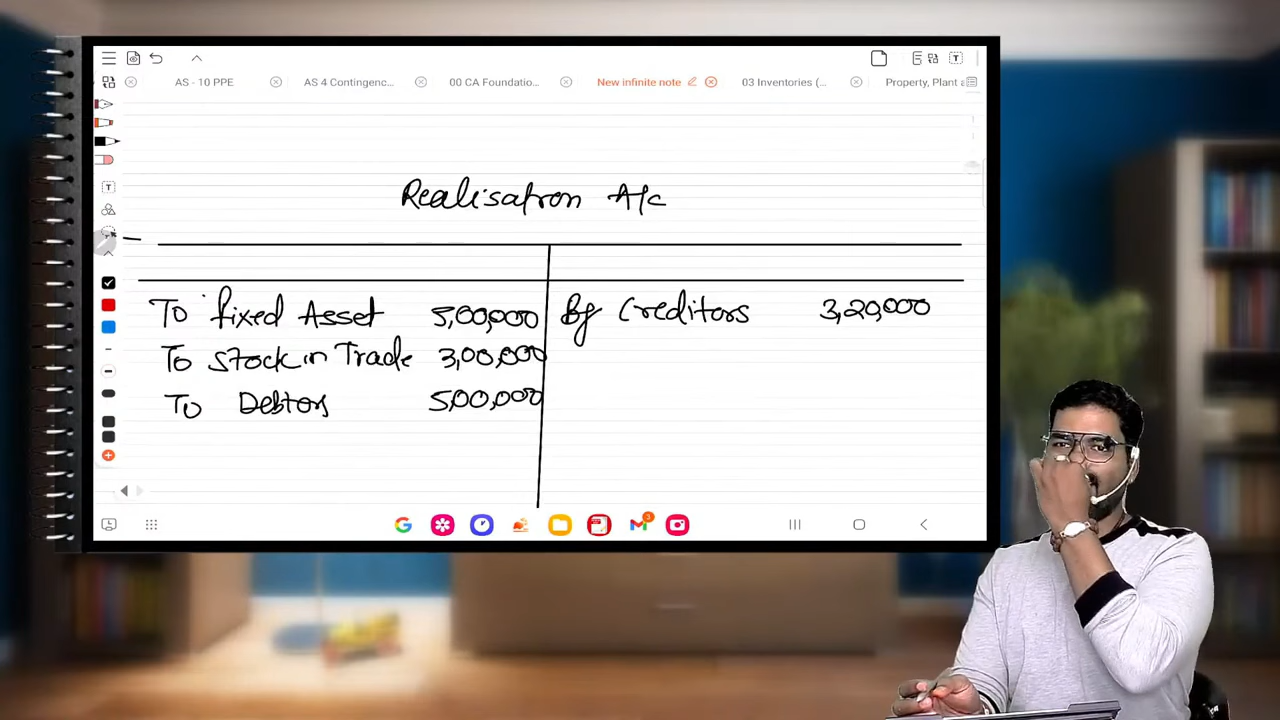 AS - 10 PPE
AS 4 Contingenc...
00 CA Foundatio...
New infinite note
03 Inventories (...
Property, Plant a
Realisation A/c
To fixed Asset 5,00,000
By Creditors 3,20,000
To Stock in Trade 3,00,000
To Debtors 5,00,000
3